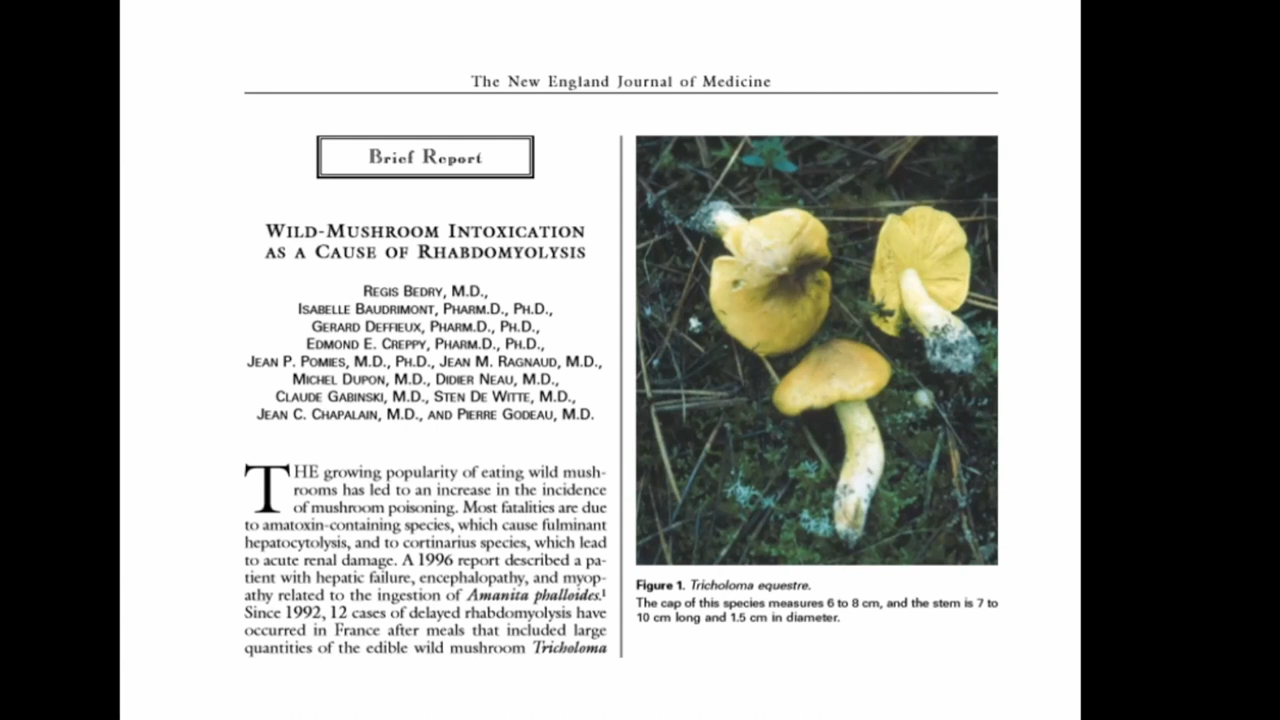 The New England Journal of Medicine
Brief Report
WILD-MUSHROOM INTOXICATION
AS A CAUSE OF RHABDOMYOLYSIS
REGIS BEDRY, M.D.,
ISABELLE BAUDRIMONT, PHARM.D., PH.D.,
GERARD DEFFIEUX, PHARM.D., PH.D.,
EDMOND E. CREPPY, PHARM.D., PH.D.,
JEAN P. POMIES, M.D., PH.D., JEAN M. RAGNAUD, M.D.,
MICHEL DUPON, M.D., DIDIER NEAU, M.D.,
CLAUDE GABINSKI, M.D., STEN DE WITTE, M.D.,
JEAN C. CHAPALAIN, M.D., AND PIERRE GODEAU, M.D.
THE growing popularity of eating wild mush-
rooms has led to an increase in the incidence
of mushroom poisoning. Most fatalities are due
to amatoxin-containing species, which cause fulminant
hepatocytolysis, and to cortinarius species, which lead
to acute renal damage. A 1996 report described a pa-
tient with hepatic failure, encephalopathy, and myop-
athy related to the ingestion of Amanita phalloides.¹
Since 1992, 12 cases of delayed rhabdomyolysis have
occurred in France after meals that included large
quantities of the edible wild mushroom Tricholoma
Figure 1. Tricholoma equestre.
The cap of this species measures 6 to 8 cm, and the stem is 7 to
10 cm long and 1.5 cm in diameter.